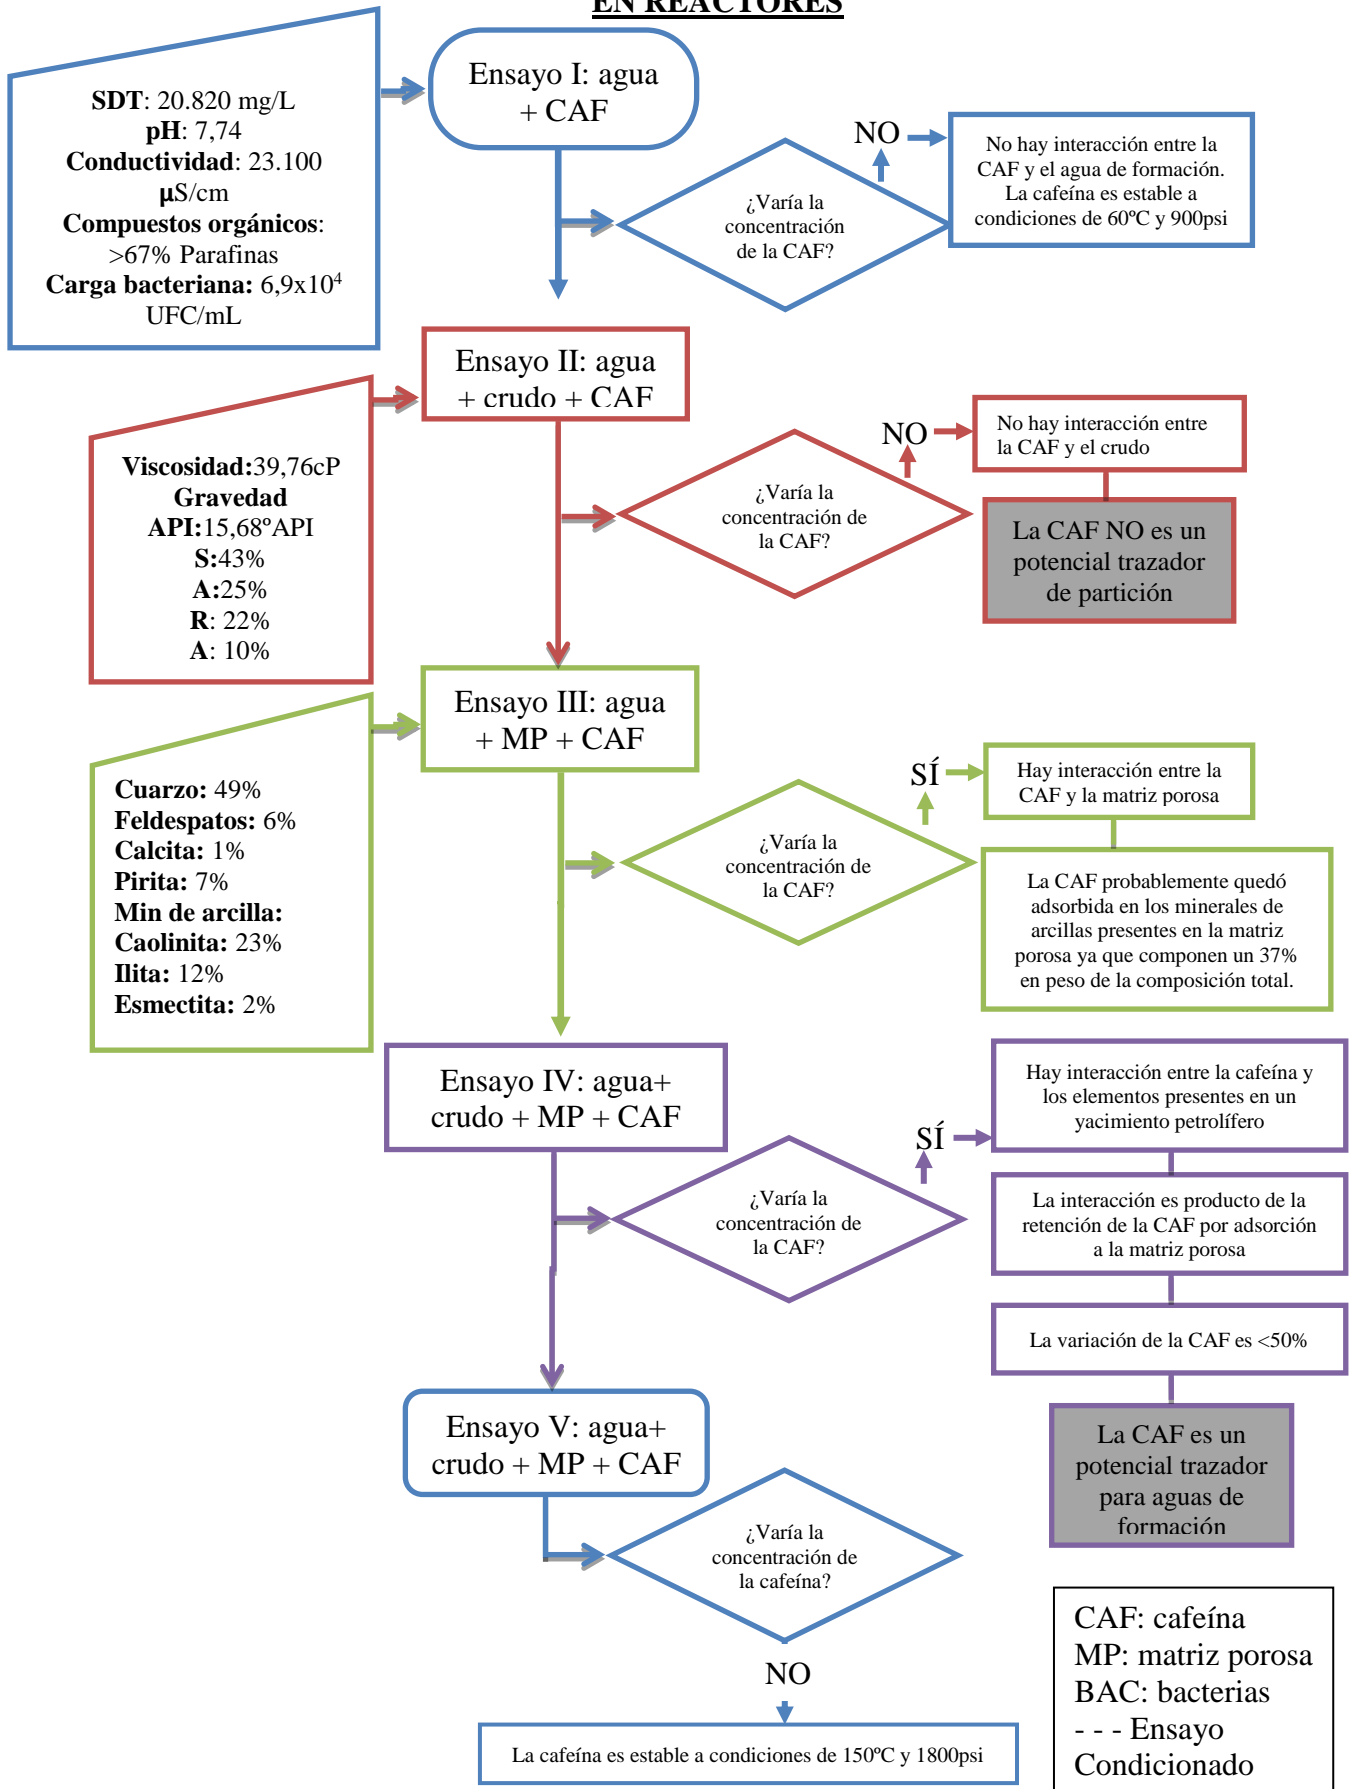 EN REACTORES
SDT: 20.820 mg/L
pH: 7,74
Conductividad: 23.100
µS/cm
Compuestos orgánicos:
>67% Parafinas
Carga bacteriana: 6,9x10⁴
UFC/mL
Ensayo I: agua
+ CAF
¿Varía la
concentración
de la CAF?
NO
No hay interacción entre la
CAF y el agua de formación.
La cafeína es estable a
condiciones de 60ºC y 900psi
Ensayo II: agua
+ crudo + CAF
Viscosidad:39,76cP
Gravedad
API:15,68ºAPI
S:43%
A:25%
R: 22%
A: 10%
¿Varía la
concentración de
la CAF?
NO
No hay interacción entre
la CAF y el crudo
La CAF NO es un
potencial trazador
de partición
Ensayo III: agua
+ MP + CAF
Cuarzo: 49%
Feldespatos: 6%
Calcita: 1%
Pirita: 7%
Min de arcilla:
Caolinita: 23%
Ilita: 12%
Esmectita: 2%
¿Varía la
concentración de
la CAF?
SÍ
Hay interacción entre la
CAF y la matriz porosa
La CAF probablemente quedó
adsorbida en los minerales de
arcillas presentes en la matriz
porosa ya que componen un 37%
en peso de la composición total.
Ensayo IV: agua+
crudo + MP + CAF
¿Varía la
concentración de
la CAF?
SÍ
Hay interacción entre la cafeína y
los elementos presentes en un
yacimiento petrolífero
La interacción es producto de la
retención de la CAF por adsorción
a la matriz porosa
La variación de la CAF es <50%
La CAF es un
potencial trazador
para aguas de
formación
Ensayo V: agua+
crudo + MP + CAF
¿Varía la
concentración de
la cafeína?
NO
La cafeína es estable a condiciones de 150ºC y 1800psi
CAF: cafeína
MP: matriz porosa
BAC: bacterias
- - - Ensayo
Condicionado